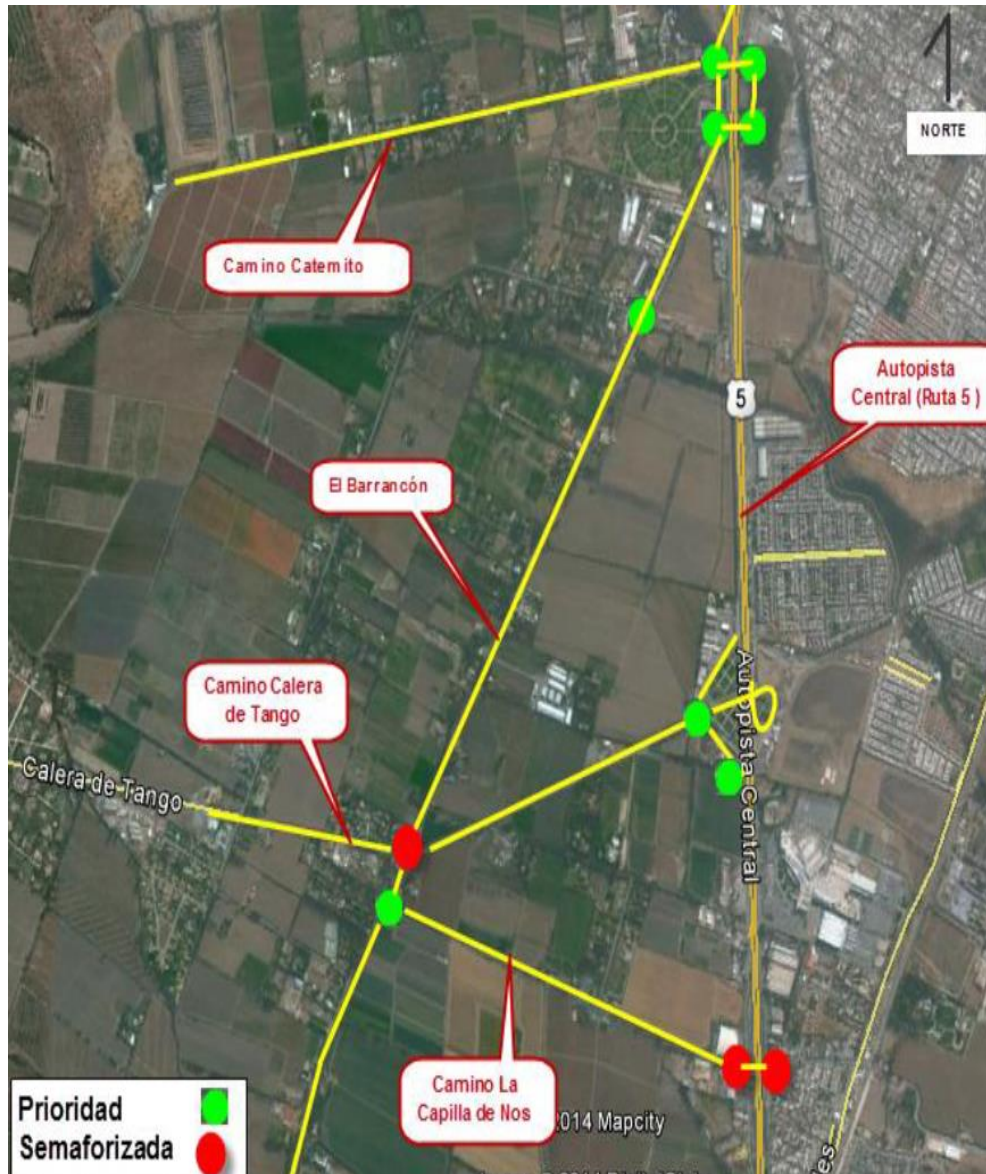 NORTE
Camino Catemito
Autopista
Central (Ruta 5 )
5
El Barrancón
Camino Calera
de Tango
Autopista Central
Calera de Tango
Camino La
Capilla de Nos
2014 Mapcity
Prioridad
Semaforizada